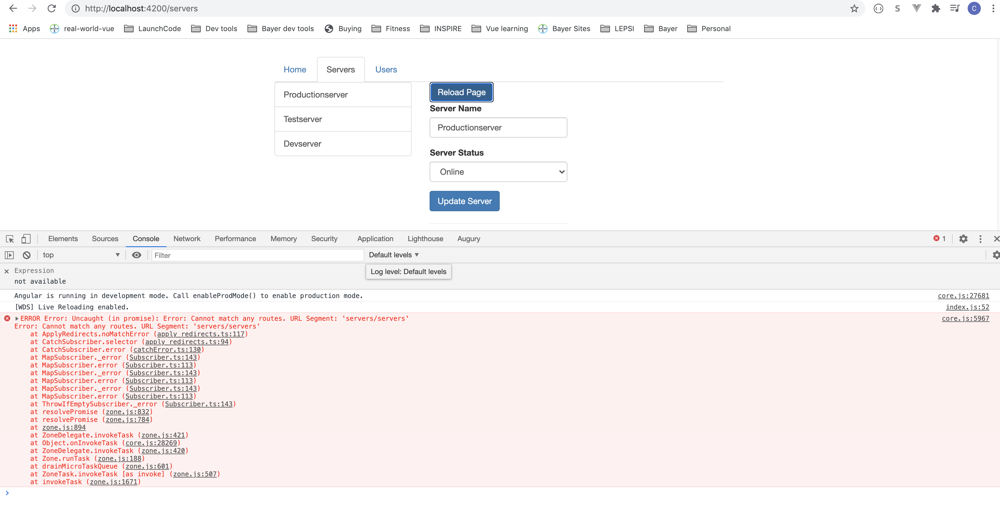 http://localhost:4200/servers
C
Apps real-world-vue LaunchCode Dev tools Bayer dev tools Buying Fitness INSPIRE Vue learning Bayer Sites LEPSI Bayer Personal
Home Servers Users
Productionserver
Testserver
Devserver
Reload Page
Server Name
Productionserver
Server Status
Online
Update Server
Elements Sources Console Network Performance Memory Security Application Lighthouse Augury 1
top Filter Default levels
Log level: Default levels
Expression
not available
Angular is running in development mode. Call enableProdMode() to enable production mode. core.js:27681
[WDS] Live Reloading enabled. index.js:52
ERROR Error: Uncaught (in promise): Error: Cannot match any routes. URL Segment: 'servers/servers' core.js:5967
Error: Cannot match any routes. URL Segment: 'servers/servers'
at ApplyRedirects.noMatchError (apply_redirects.ts:117)
at CatchSubscriber.selector (apply_redirects.ts:94)
at CatchSubscriber.error (catchError.ts:130)
at MapSubscriber._error (Subscriber.ts:143)
at MapSubscriber.error (Subscriber.ts:113)
at MapSubscriber._error (Subscriber.ts:143)
at MapSubscriber.error (Subscriber.ts:113)
at MapSubscriber._error (Subscriber.ts:143)
at MapSubscriber.error (Subscriber.ts:113)
at ThrowIfEmptySubscriber._error (Subscriber.ts:143)
at resolvePromise (zone.js:832)
at resolvePromise (zone.js:784)
at zone.js:894
at ZoneDelegate.invokeTask (zone.js:421)
at Object.onInvokeTask (core.js:28269)
at ZoneDelegate.invokeTask (zone.js:420)
at Zone.runTask (zone.js:188)
at drainMicroTaskQueue (zone.js:601)
at ZoneTask.invokeTask [as invoke] (zone.js:507)
at invokeTask (zone.js:1671)